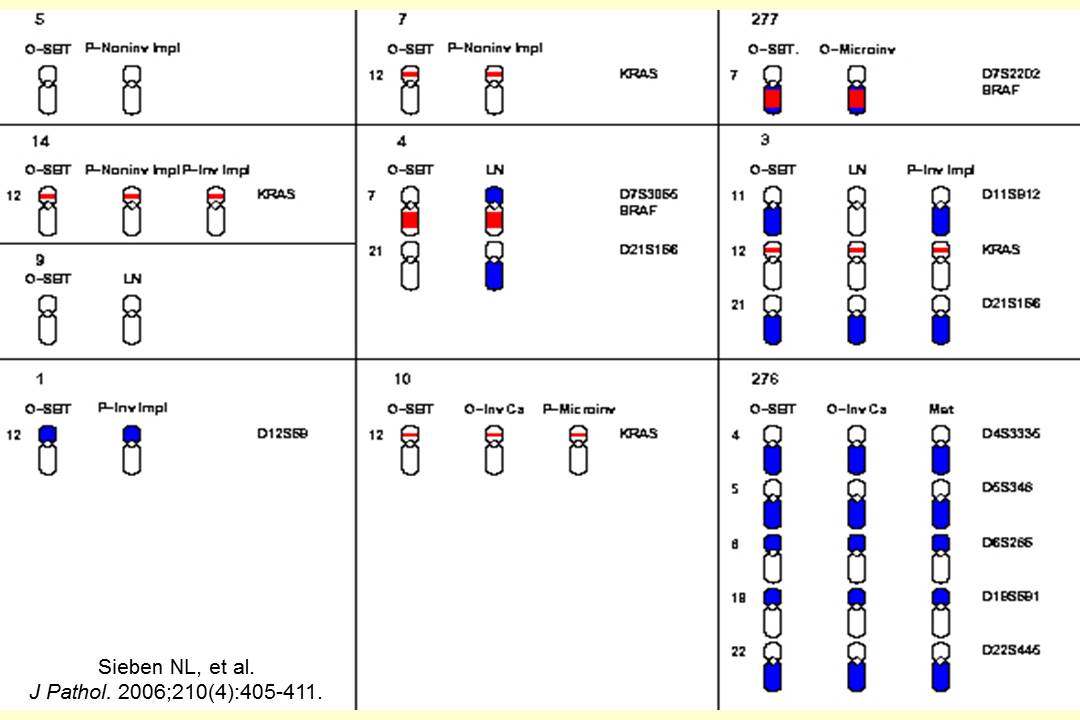 5
O-SBT P-Noninv Impl
14
O-SBT P-Noninv Impl P-Inv Impl
12 KRAS
9
O-SBT LN
1
O-SBT P-Inv Impl
12 D12S59
Sieben NL, et al.
J Pathol. 2006;210(4):405-411.
7
O-SBT P-Noninv Impl
12 KRAS
4
O-SBT LN
7 D7S3055
BRAF
21 D21S156
10
O-SBT O-Inv Ca P-Microinv
12 KRAS
277
O-SBT. O-Microinv
7 D7S2202
BRAF
3
O-SBT LN P-Inv Impl
11 D11S912
12 KRAS
21 D21S156
276
O-SBT O-Inv Ca Met
4 D4S3335
5 D5S346
6 D6S265
18
22 D22S445